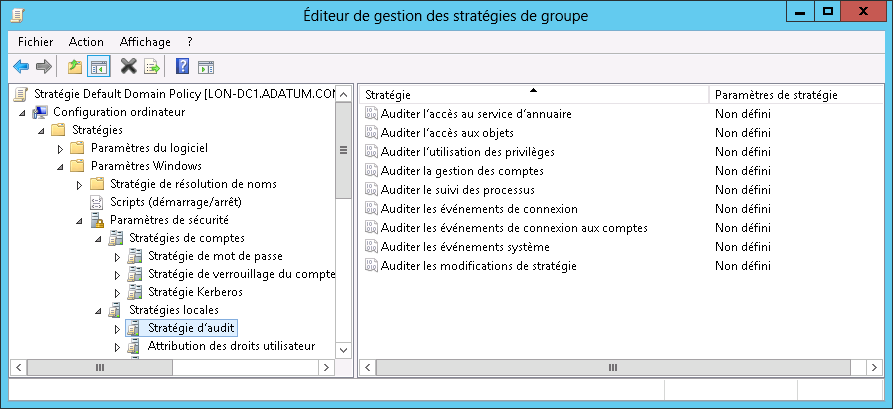 Éditeur de gestion des stratégies de groupe
Fichier Action Affichage ?
Stratégie Default Domain Policy [LON-DC1.ADATUM.CON
Configuration ordinateur
Stratégies
Paramètres du logiciel
Paramètres Windows
Stratégie de résolution de noms
Scripts (démarrage/arrêt)
Paramètres de sécurité
Stratégies de comptes
Stratégie de mot de passe
Stratégie de verrouillage du compte
Stratégie Kerberos
Stratégies locales
Stratégie d'audit
Attribution des droits utilisateur
Stratégie Paramètres de stratégie
Auditer l'accès au service d'annuaire Non défini
Auditer l'accès aux objets Non défini
Auditer l'utilisation des privilèges Non défini
Auditer la gestion des comptes Non défini
Auditer le suivi des processus Non défini
Auditer les événements de connexion Non défini
Auditer les événements de connexion aux comptes Non défini
Auditer les événements système Non défini
Auditer les modifications de stratégie Non défini